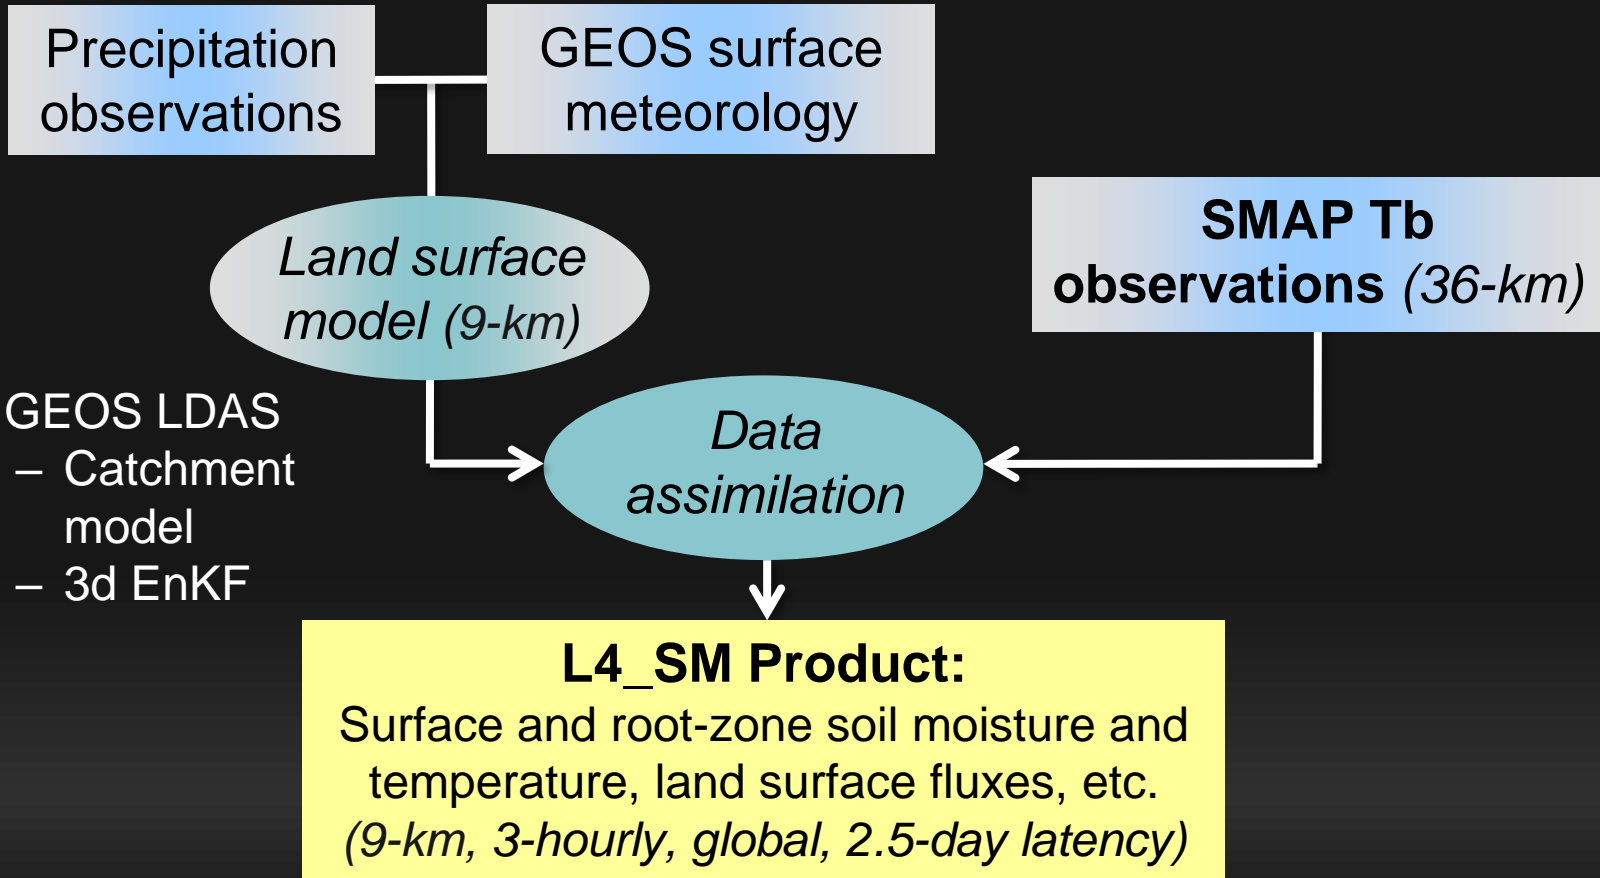 Precipitation
observations
GEOS surface
meteorology
Land surface
model (9-km)
SMAP Tb
observations (36-km)
GEOS LDAS
– Catchment
model
– 3d EnKF
Data
assimilation
L4_SM Product:
Surface and root-zone soil moisture and
temperature, land surface fluxes, etc.
(9-km, 3-hourly, global, 2.5-day latency)